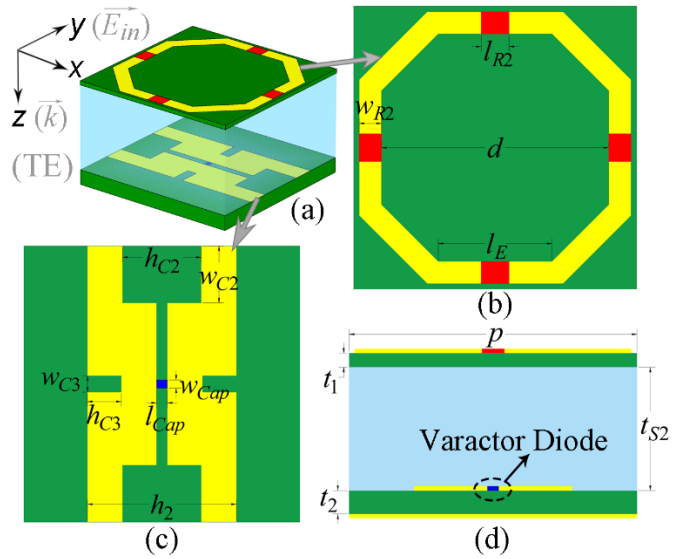 y (E_in)
x
z (k)
(TE)
(a)
l_R2
w_R2
d
l_E
(b)
h_C2
w_C2
w_C3
w_Cap
h_C3
l_Cap
h_2
(c)
p
t_1
t_S2
Varactor Diode
t_2
(d)